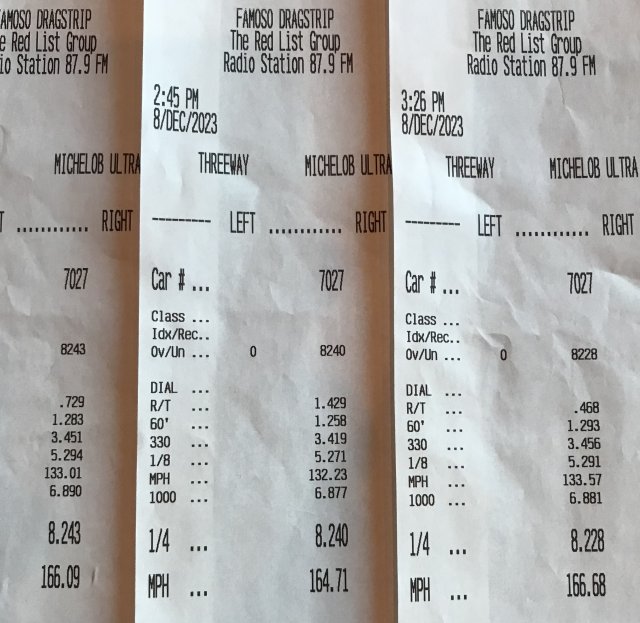 FAMOSO DRAGSTRIP
The Red List Group
Radio Station 87.9 FM
MICHELOB ULTRA
............ RIGHT
7027
8243
.729
1.283
3.451
5.294
133.01
6.890
8.243
166.09
FAMOSO DRAGSTRIP
The Red List Group
Radio Station 87.9 FM
2:45 PM
8/DEC/2023
THREEWAY MICHELOB ULTRA
--------- LEFT ............ RIGHT
Car # ... 7027
Class ...
Idx/Rec..
Ov/Un .. 0 8240
DIAL ...
R/T ... 1.429
60' ... 1.258
330 ... 3.419
1/8 ... 5.271
MPH ... 132.23
1000 ... 6.877
1/4 ... 8.240
MPH ... 164.71
FAMOSO DRAGSTRIP
The Red List Group
Radio Station 87.9 FM
3:26 PM
8/DEC/2023
THREEWAY MICHELOB ULTRA
--------- LEFT ............ RIGHT
Car # ... 7027
Class ...
Idx/Rec..
Ov/Un .. 0 8228
DIAL ...
R/T ... .468
60' ... 1.293
330 ... 3.456
1/8 ... 5.291
MPH ... 133.57
1000 ... 6.881
1/4 ... 8.228
MPH ... 166.68